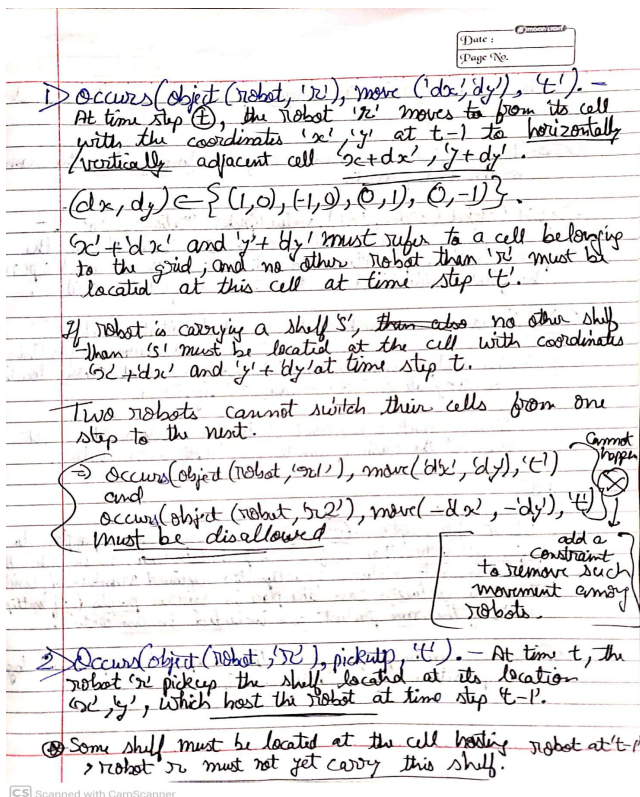 Date :
Page No.
1) Occurs(object (robot, 'r'), move ('dx', 'dy'), 't'). -
At time step t, the robot 'r' moves to from its cell
with the coordinates 'x' 'y' at t-1 to horizontally
/vertically adjacent cell 'x+dx', 'y+dy'.
(dx, dy) ∈ {(1,0), (-1,0), (0,1), 0,-1)}.
'x'+'dx' and 'y'+'dy' must refer to a cell belonging
to the grid, and no other robot than 'r' must be
located at this cell at time step 't'.
If robot is carrying a shelf 'S', than also no other shelf
than 's' must be located at the cell with coordinates
'x'+'dx' and 'y'+'dy' at time step t.
Two robots cannot switch their cells from one
step to the next.
Cannot
happen
⇒ occurs(object (robot, 'r1'), move('dx', 'dy), 't')
and
occurs(object (robot, 'r2'), move(-'dx', -'dy'), 't')
must be disallowed
add a
constraint
to remove such
movement among
robots.
2) Occurs(object (robot, 'r'), pickup, 't'). - At time t, the
robot 'r' pickup the shelf located at its location
'x', 'y', which host the robot at time step 't-1'.
⊗ Some shelf must be located at the cell hosting robot at 't-1'
, robot r must not yet carry this shelf.
CS Scanned with CamScanner